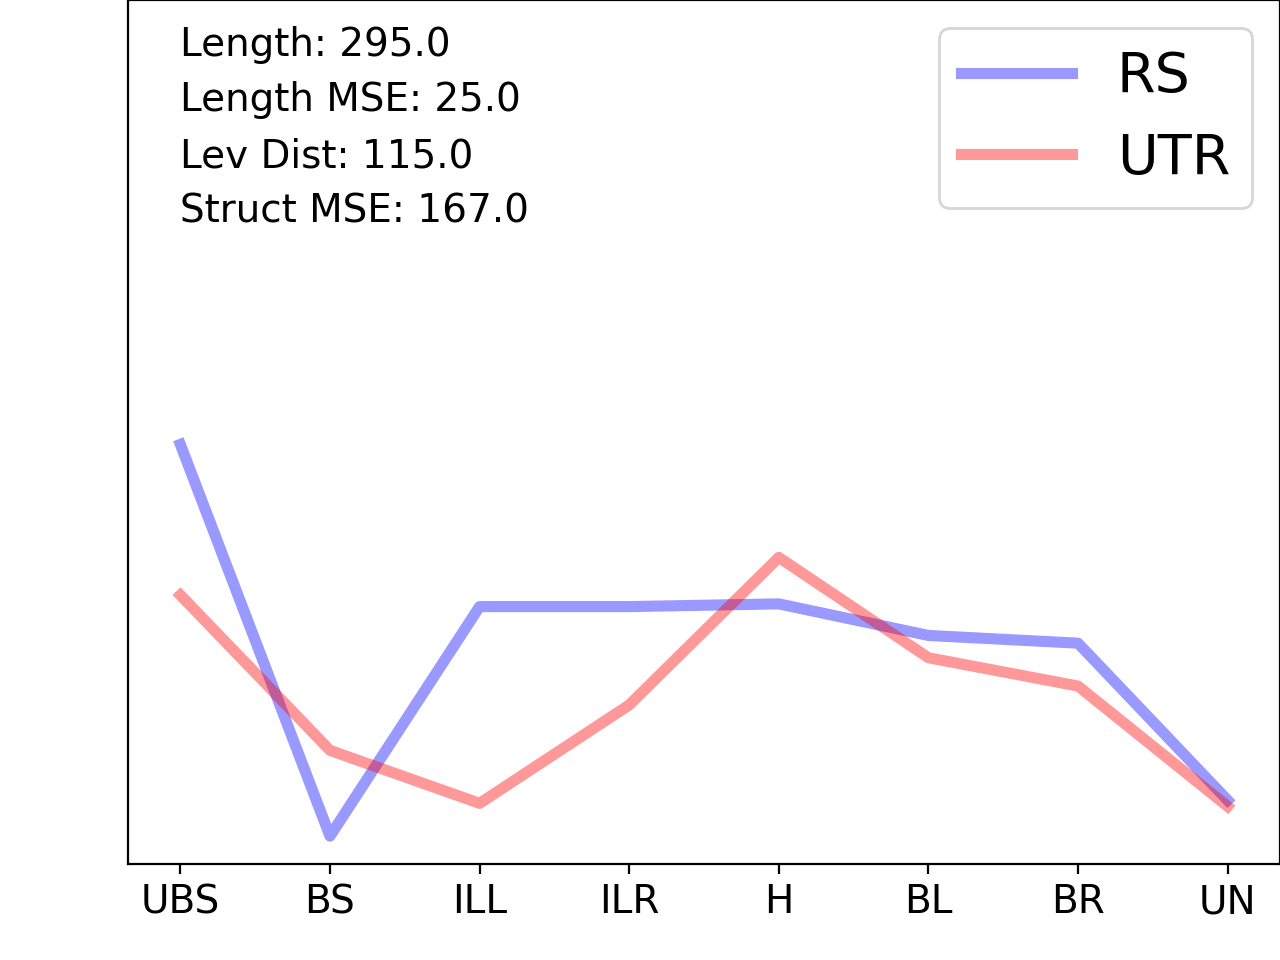 Length: 295.0
Length MSE: 25.0
Lev Dist: 115.0
Struct MSE: 167.0
RS
UTR
UBS BS ILL ILR H BL BR UN